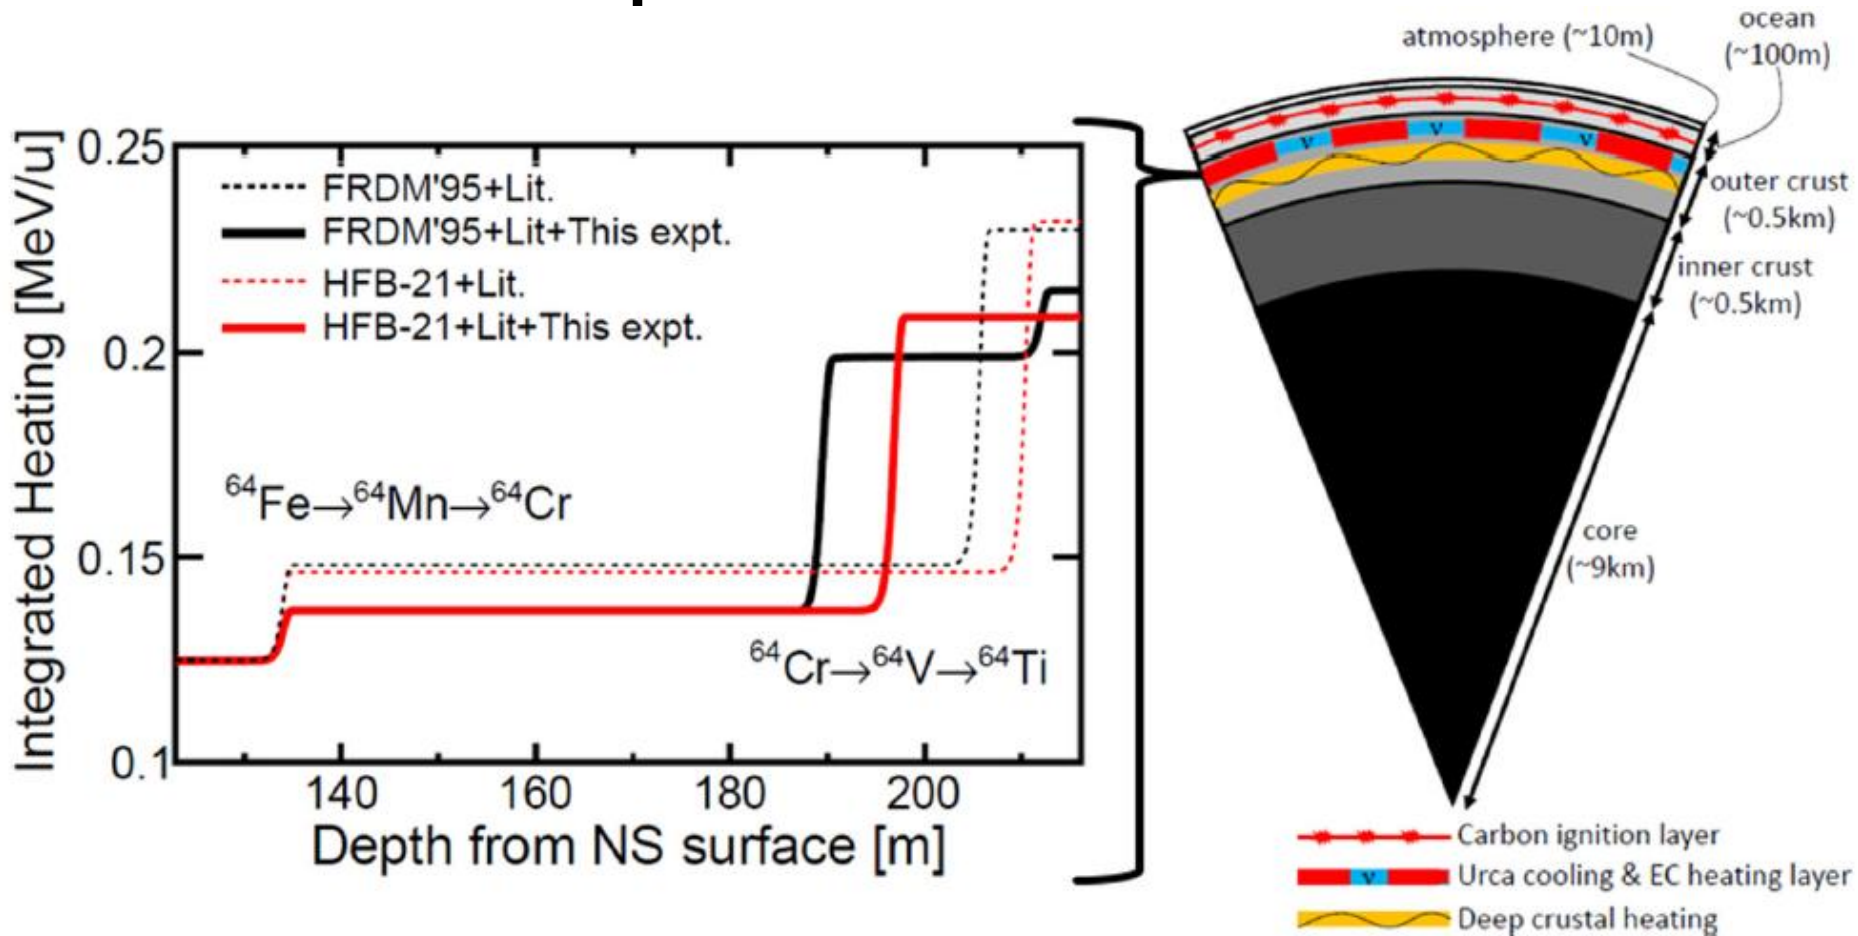 Integrated Heating [MeV/u]
0.25
0.2
0.15
0.1
FRDM'95+Lit.
FRDM'95+Lit+This expt.
HFB-21+Lit.
HFB-21+Lit+This expt.
⁶⁴Fe→⁶⁴Mn→⁶⁴Cr
⁶⁴Cr→⁶⁴V→⁶⁴Ti
140 160 180 200
Depth from NS surface [m]
atmosphere (~10m)
ocean
(~100m)
ν ν ν ν
outer crust
(~0.5km)
inner crust
(~0.5km)
core
(~9km)
Carbon ignition layer
ν Urca cooling & EC heating layer
Deep crustal heating